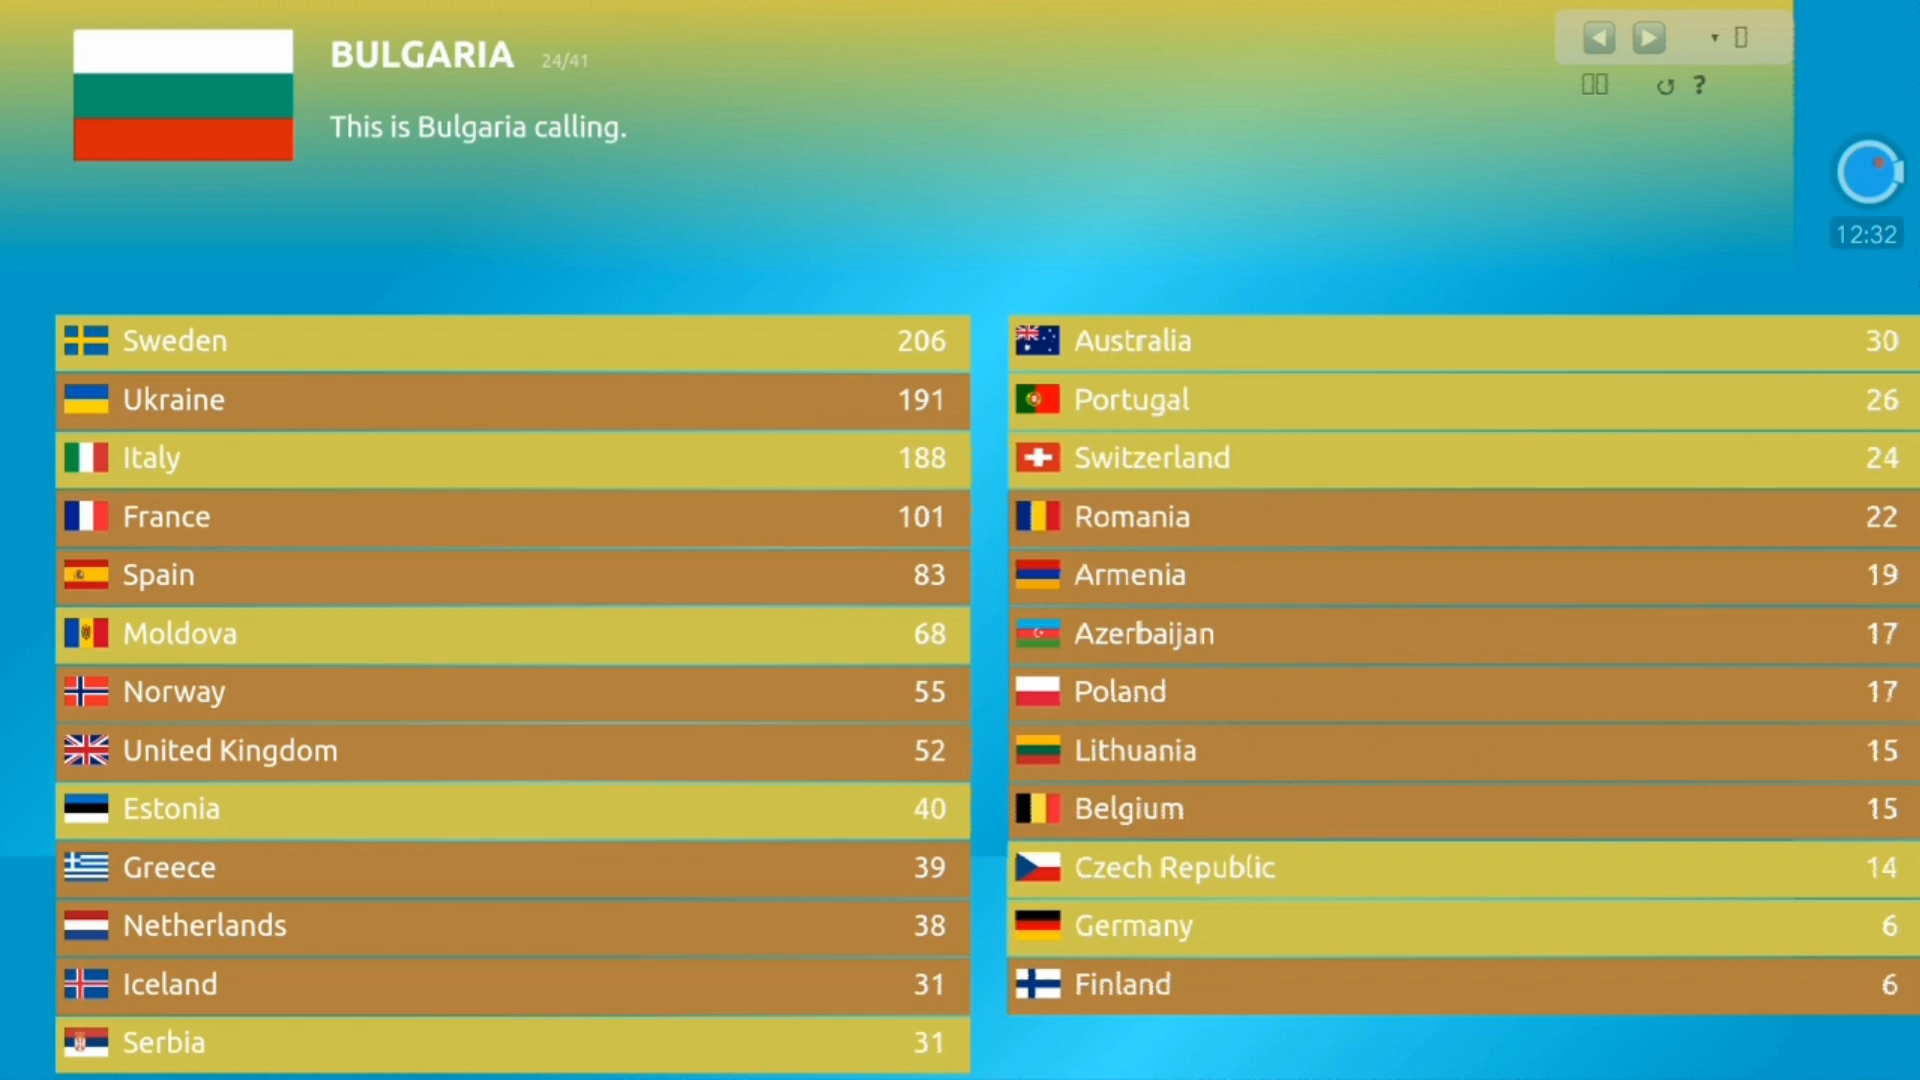 BULGARIA 24/41
This is Bulgaria calling.
?
12:32
Sweden 206
Ukraine 191
Italy 188
France 101
Spain 83
Moldova 68
Norway 55
United Kingdom 52
Estonia 40
Greece 39
Netherlands 38
Iceland 31
Serbia 31
Australia 30
Portugal 26
Switzerland 24
Romania 22
Armenia 19
Azerbaijan 17
Poland 17
Lithuania 15
Belgium 15
Czech Republic 14
Germany 6
Finland 6